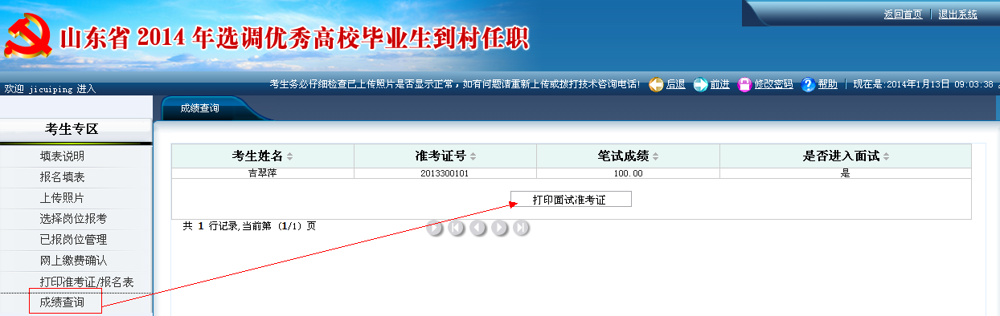 返回首页 | 退出系统
山东省 2014 年选调优秀高校毕业生到村任职
欢迎 jicuiping 进入
考生务必仔细检查已上传照片是否显示正常，如有问题请重新上传或拨打技术咨询电话! 后退 前进 修改密码 帮助 | 现在是:2014年1月13日 09:03:38
成绩查询
考生专区
填表说明
报名填表
上传照片
选择岗位报考
已报岗位管理
网上缴费确认
打印准考证/报名表
成绩查询
考生姓名 准考证号 笔试成绩 是否进入面试
吉翠萍 2013300101 100.00 是
打印面试准考证
共 1 行记录,当前第 (1/1) 页